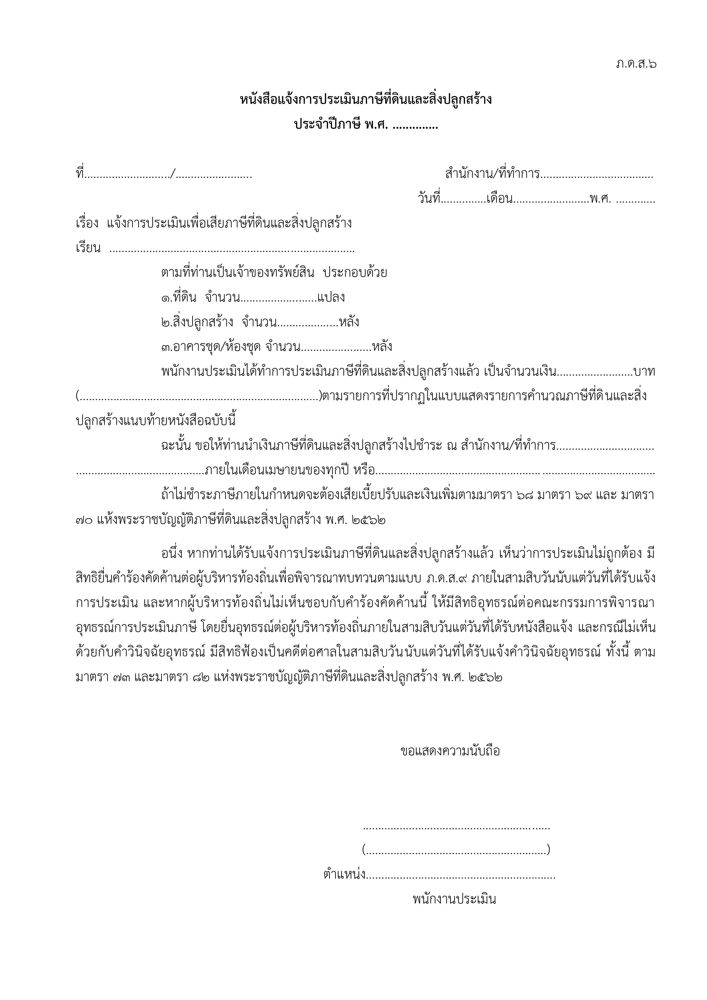 ภ.ด.ส.๖
หนังสือแจ้งการประเมินภาษีที่ดินและสิ่งปลูกสร้าง
ประจำปีภาษี พ.ศ. ..............
ที่............................/.........................
สำนักงาน/ที่ทำการ.....................................
วันที่...............เดือน.........................พ.ศ. .............
เรื่อง แจ้งการประเมินเพื่อเสียภาษีที่ดินและสิ่งปลูกสร้าง
เรียน ................................................................................
ตามที่ท่านเป็นเจ้าของทรัพย์สิน ประกอบด้วย
๑.ที่ดิน จำนวน.........................แปลง
๒.สิ่งปลูกสร้าง จำนวน....................หลัง
๓.อาคารชุด/ห้องชุด จำนวน.......................หลัง
พนักงานประเมินได้ทำการประเมินภาษีที่ดินและสิ่งปลูกสร้างแล้ว เป็นจำนวนเงิน.........................บาท
(..............................................................................)ตามรายการที่ปรากฏในแบบแสดงรายการคำนวณภาษีที่ดินและสิ่ง
ปลูกสร้างแนบท้ายหนังสือฉบับนี้
ฉะนั้น ขอให้ท่านนำเงินภาษีที่ดินและสิ่งปลูกสร้างไปชำระ ณ สำนักงาน/ที่ทำการ................................
..........................................ภายในเดือนเมษายนของทุกปี หรือ...........................................................................................
ถ้าไม่ชำระภาษีภายในกำหนดจะต้องเสียเบี้ยปรับและเงินเพิ่มตามมาตรา ๖๘ มาตรา ๖๙ และ มาตรา
๗๐ แห้งพระราชบัญญัติภาษีที่ดินและสิ่งปลูกสร้าง พ.ศ. ๒๕๖๒
อนึ่ง หากท่านได้รับแจ้งการประเมินภาษีที่ดินและสิ่งปลูกสร้างแล้ว เห็นว่าการประเมินไม่ถูกต้อง มี
สิทธิยื่นคำร้องคัดค้านต่อผู้บริหารท้องถิ่นเพื่อพิจารณาทบทวนตามแบบ ภ.ด.ส.๙ ภายในสามสิบวันนับแต่วันที่ได้รับแจ้ง
การประเมิน และหากผู้บริหารท้องถิ่นไม่เห็นชอบกับคำร้องคัดค้านนี้ ให้มีสิทธิอุทธรณ์ต่อคณะกรรมการพิจารณา
อุทธรณ์การประเมินภาษี โดยยื่นอุทธรณ์ต่อผู้บริหารท้องถิ่นภายในสามสิบวันแต่วันที่ได้รับหนังสือแจ้ง และกรณีไม่เห็น
ด้วยกับคำวินิจฉัยอุทธรณ์ มีสิทธิฟ้องเป็นคดีต่อศาลในสามสิบวันนับแต่วันที่ได้รับแจ้งคำวินิจฉัยอุทธรณ์ ทั้งนี้ ตาม
มาตรา ๗๓ และมาตรา ๘๒ แห่งพระราชบัญญัติภาษีที่ดินและสิ่งปลูกสร้าง พ.ศ. ๒๕๖๒
ขอแสดงความนับถือ
.............................................................
(...........................................................)
ตำแหน่ง..............................................................
พนักงานประเมิน